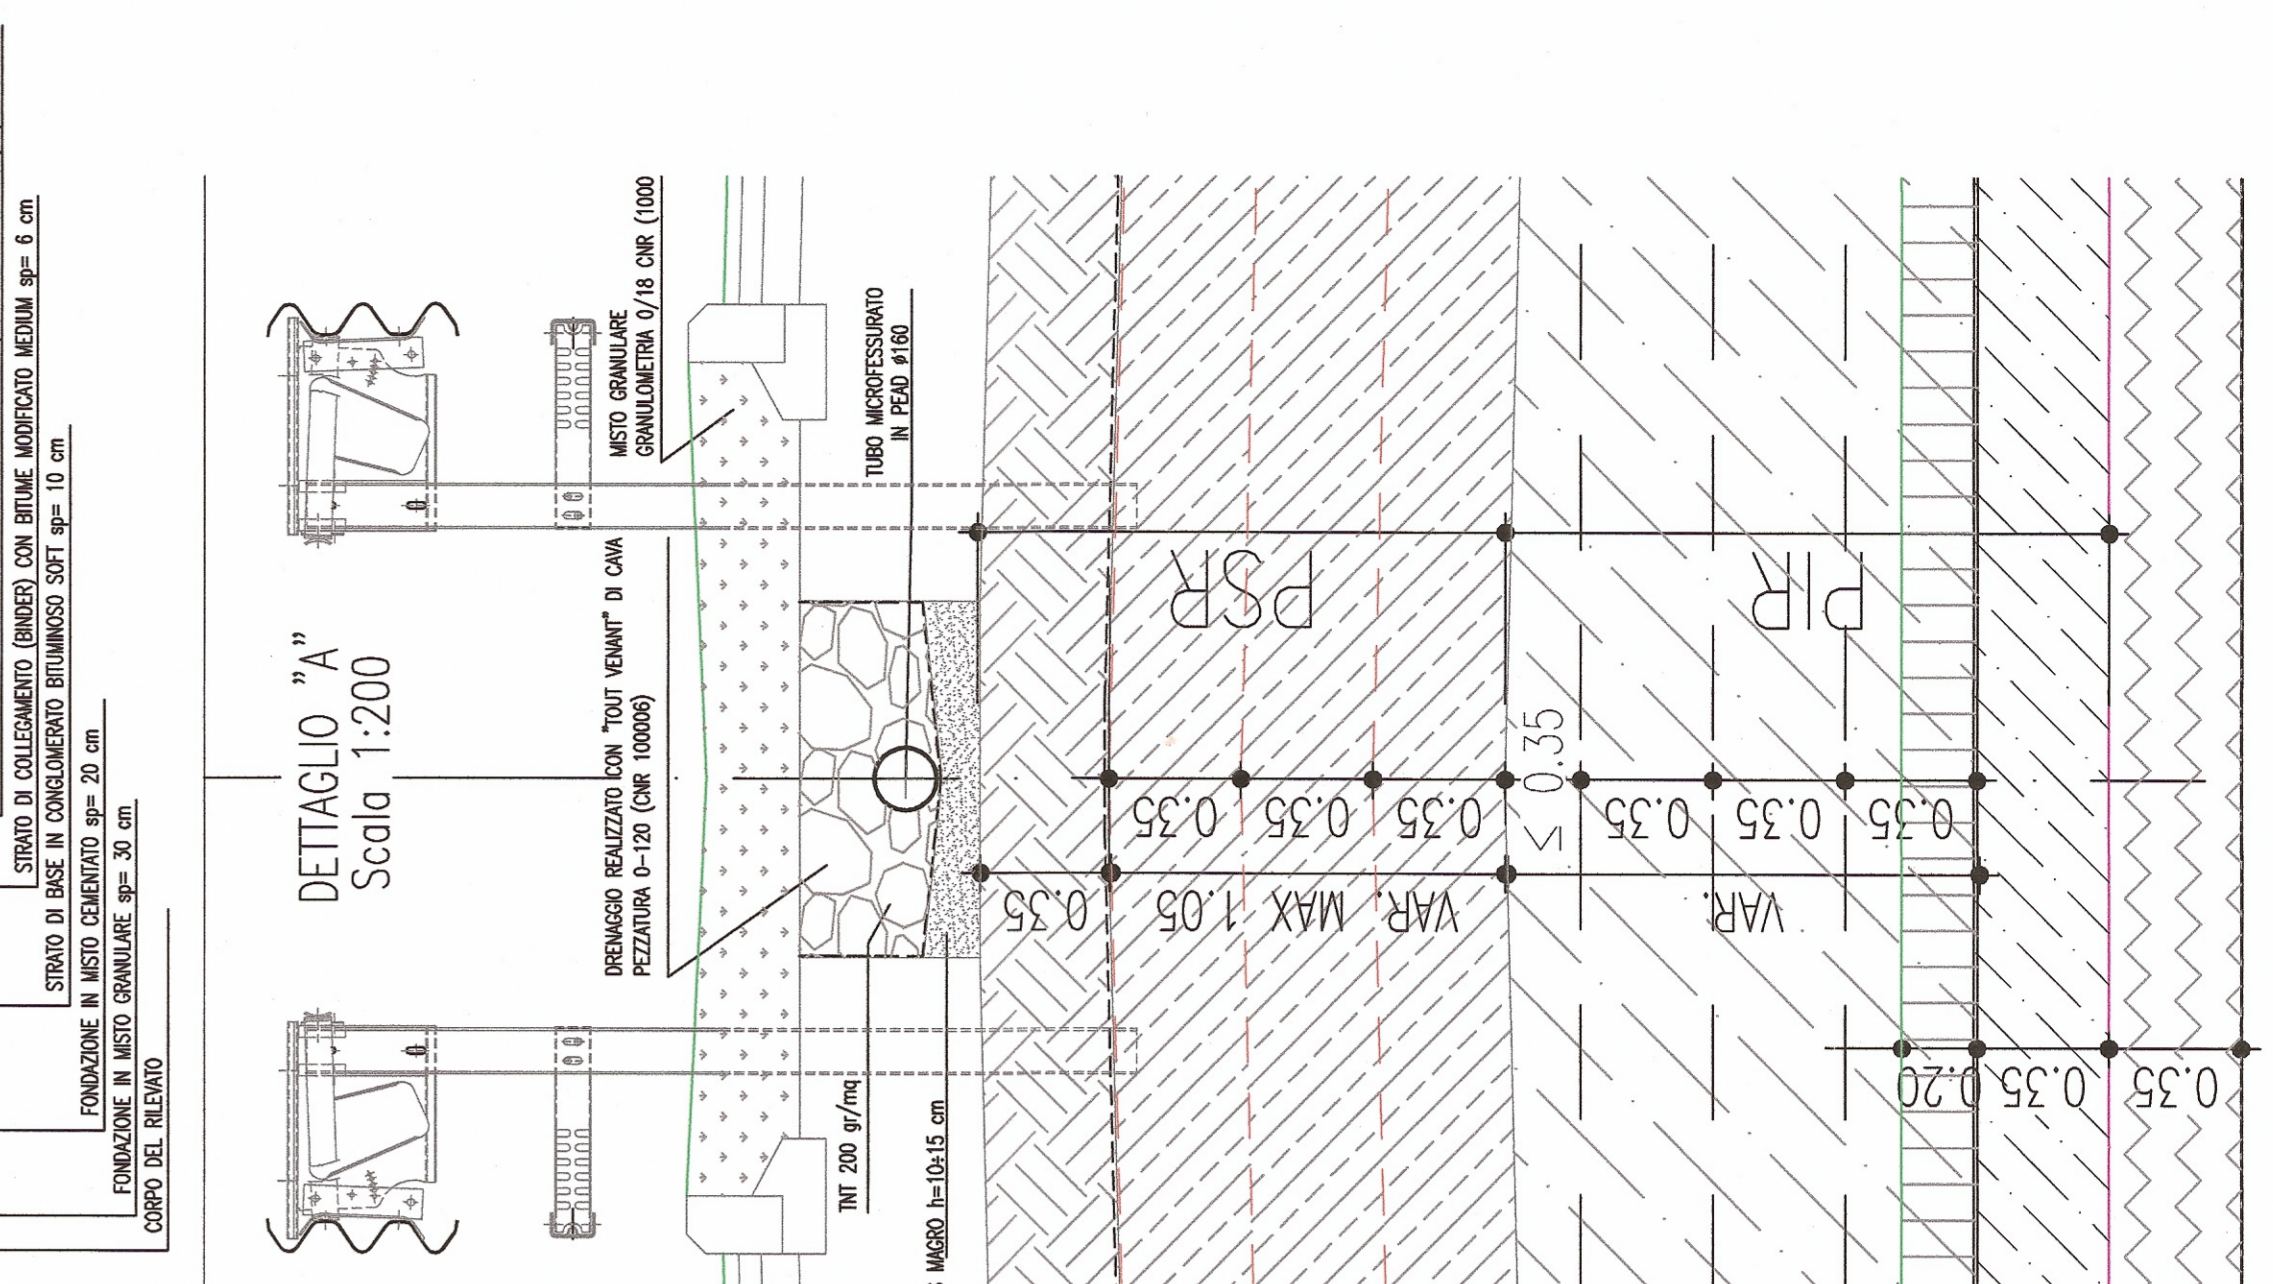 STRATO DI COLLEGAMENTO (BINDER) CON BITUME MODIFICATO MEDIUM sp= 6 cm
STRATO DI BASE IN CONGLOMERATO BITUMINOSO SOFT sp= 10 cm
FONDAZIONE IN MISTO CEMENTATO sp= 20 cm
FONDAZIONE IN MISTO GRANULARE sp= 30 cm
CORPO DEL RILEVATO
DETTAGLIO "A"
Scala 1:200
MISTO GRANULARE
GRANULOMETRIA 0/18 CNR (1000
DRENAGGIO REALIZZATO CON "TOUT VENANT" DI CAVA
PEZZATURA 0-120 (CNR 100006)
TUBO MICROFESSURATO
IN PEAD ø160
TNT 200 gr/mq
MAGRO h=10÷15 cm
PSR
PIR
0.35
0.35
0.35
≤ 0.35
0.35
0.35
0.35
0.35
VAR. MAX 1.05
VAR.
0.20
0.35
0.35